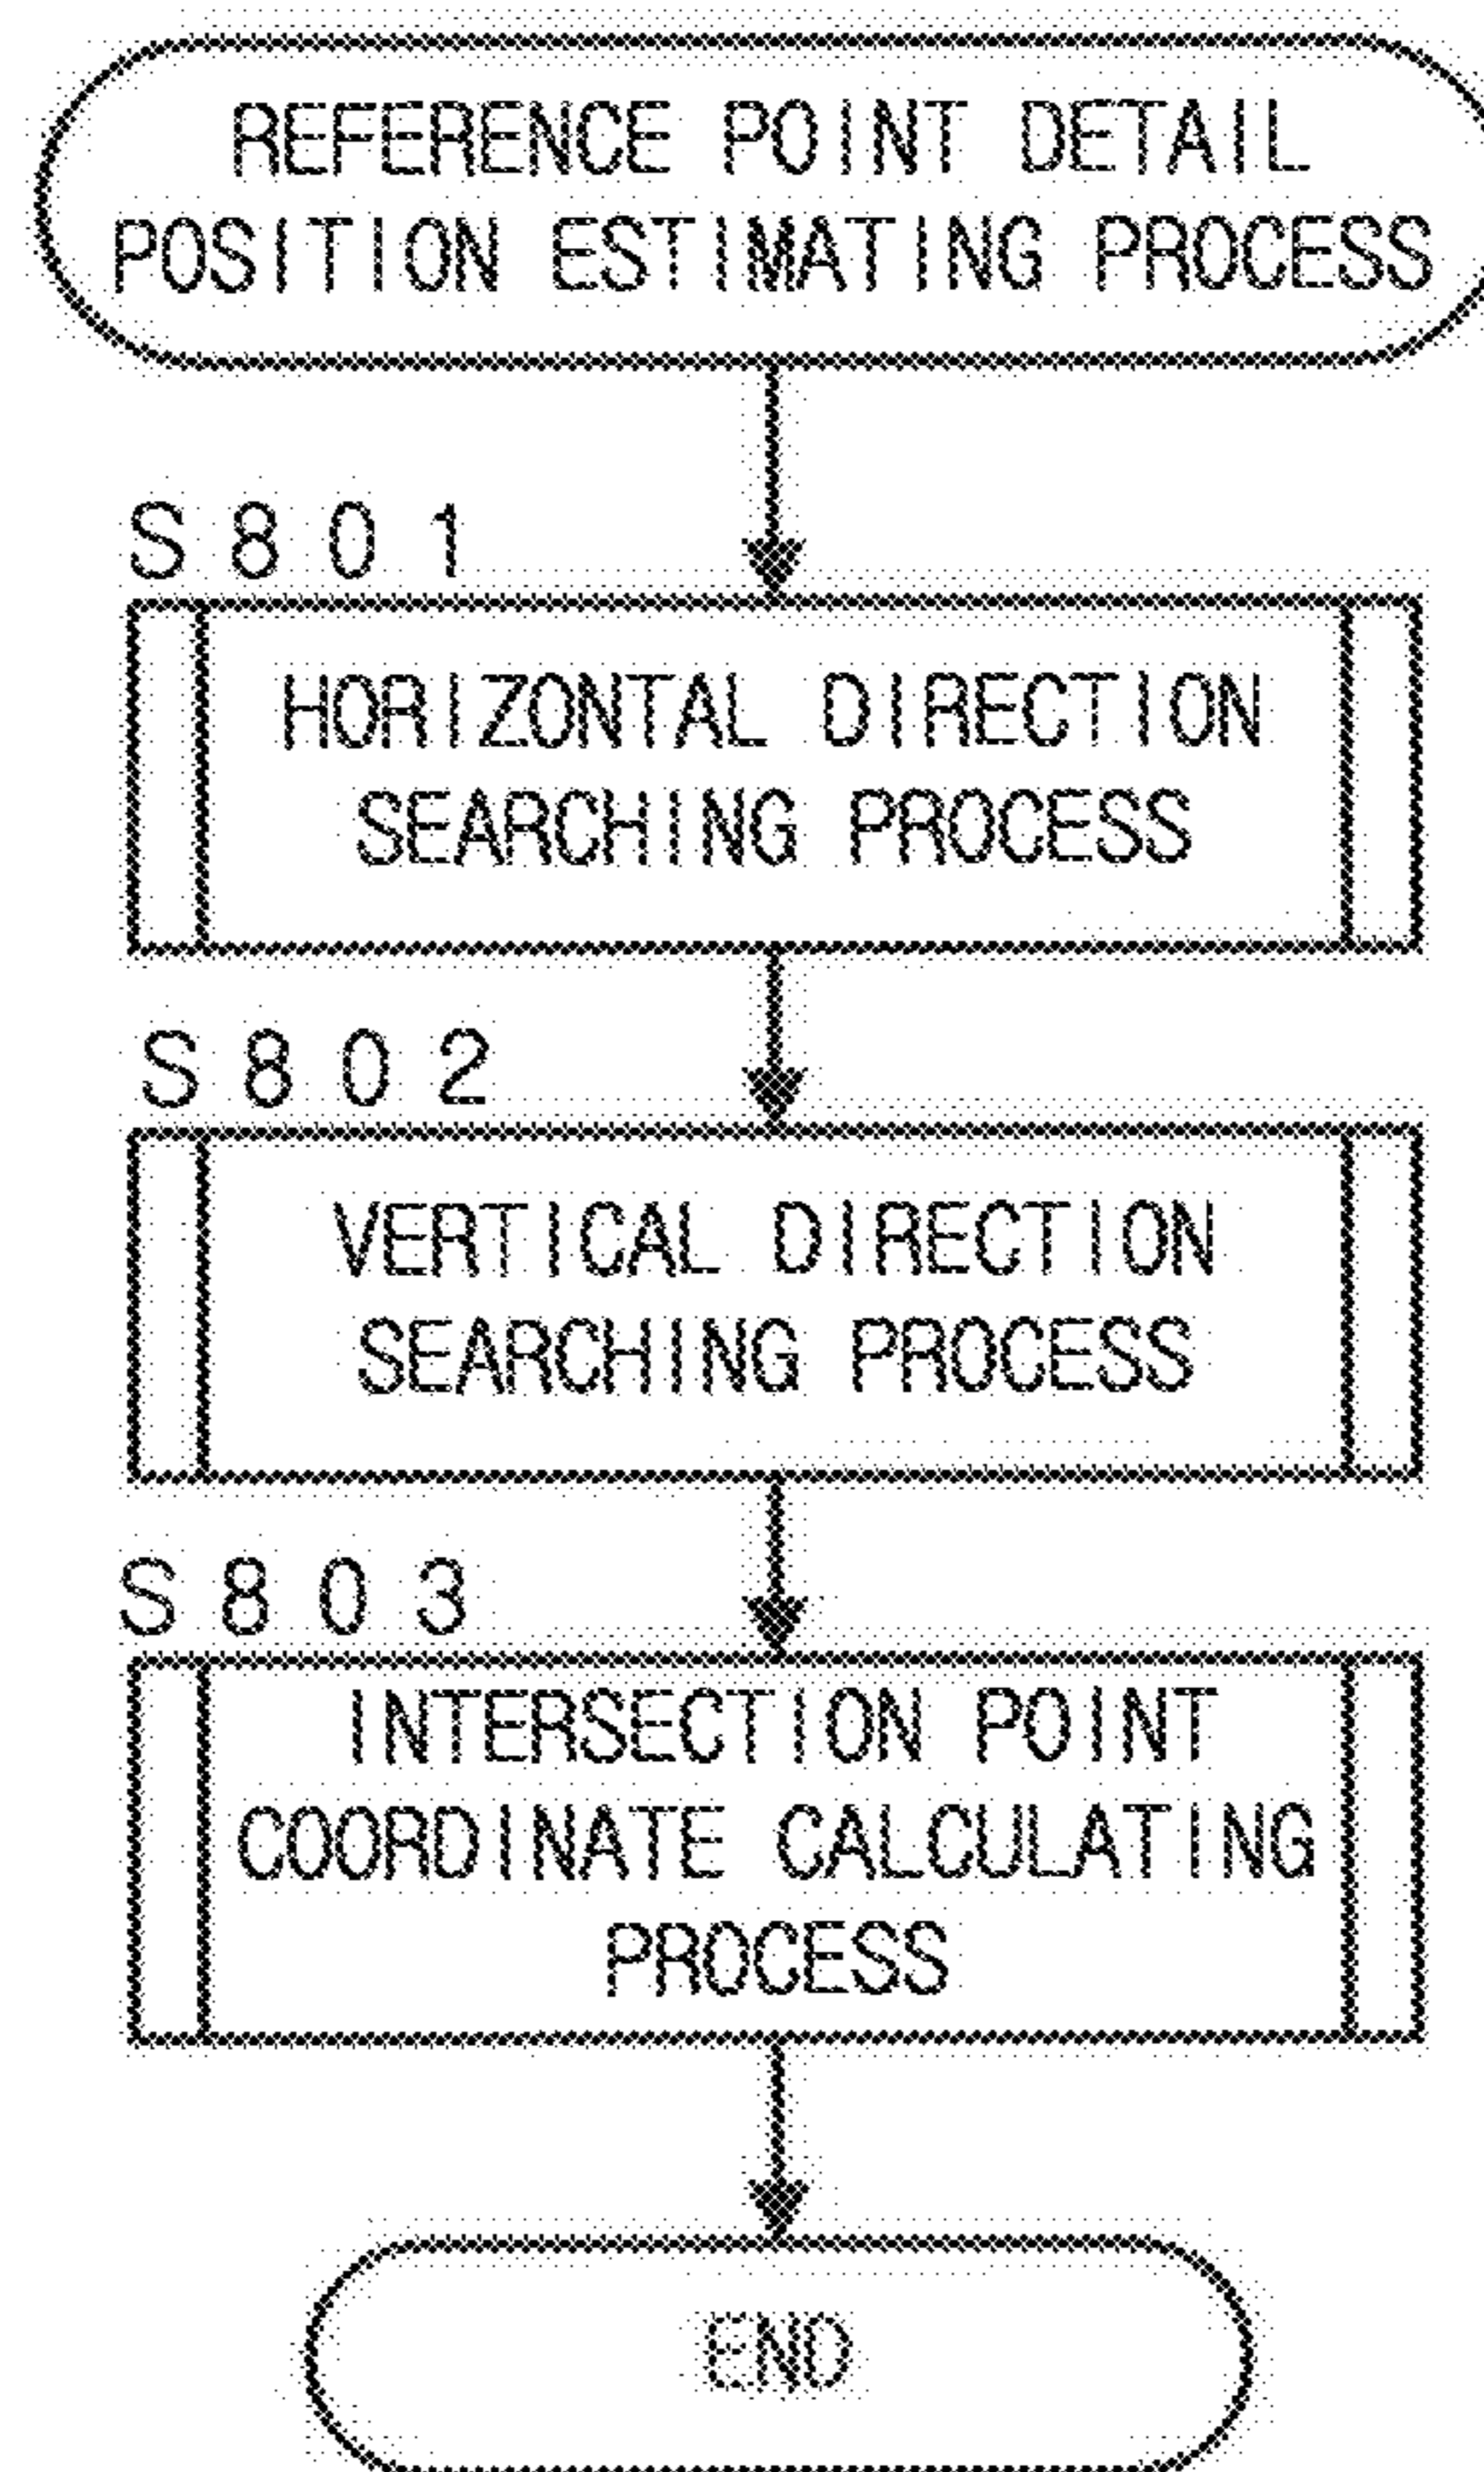 REFERENCE POINT DETAIL
POSITION ESTIMATING PROCESS
S801
HORIZONTAL DIRECTION
SEARCHING PROCESS
S802
VERTICAL DIRECTION
SEARCHING PROCESS
S803
INTERSECTION POINT
COORDINATE CALCULATING
PROCESS
END